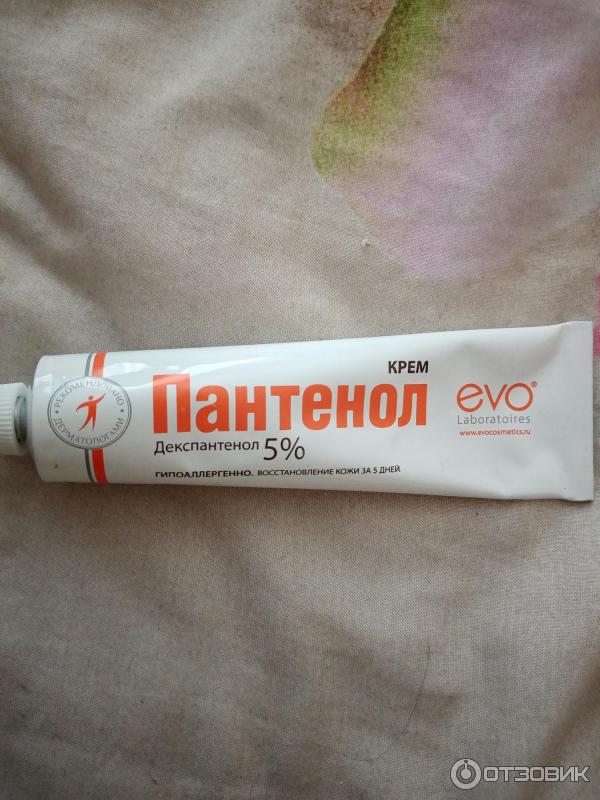 РЕКОМЕНДОВАНО
ДЕРМАТОЛОГАМИ
КРЕМ
Пантенол
Декспантенол 5%
ГИПОАЛЛЕРГЕННО. ВОССТАНОВЛЕНИЕ КОЖИ ЗА 5 ДНЕЙ.
evo®
Laboratoires
www.evocosmetics.ru
ОТЗОВИК